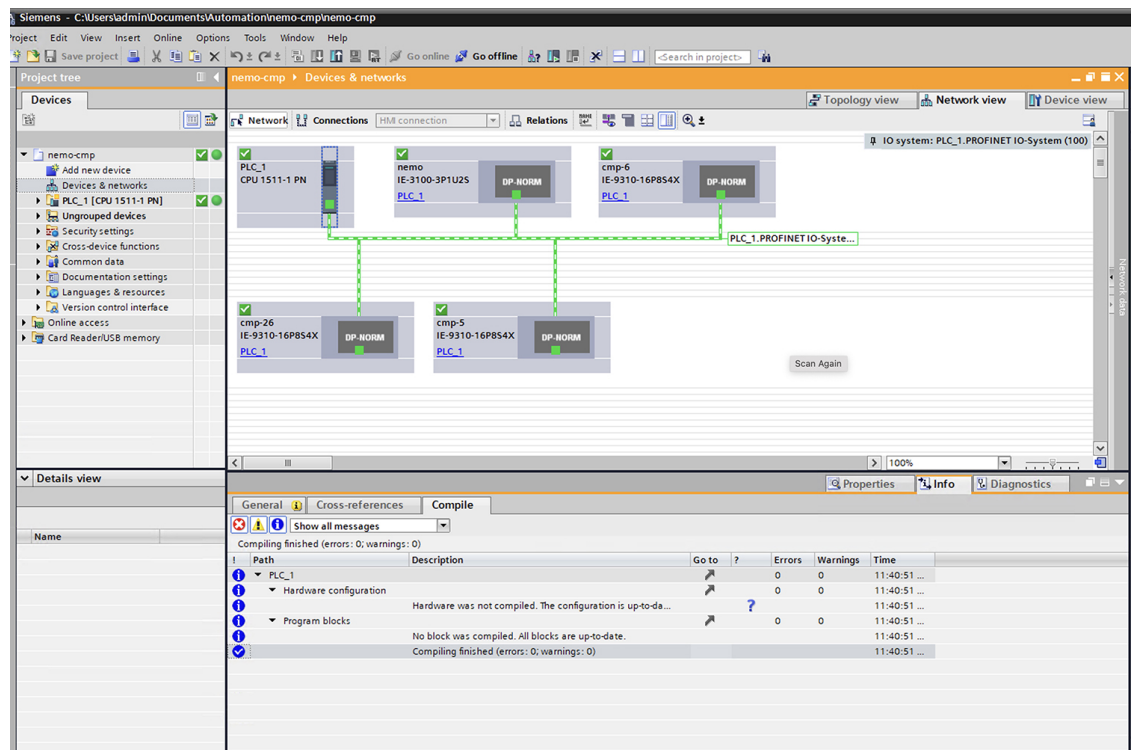 Siemens - C:\Users\admin\Documents\Automation\nemo-cmp\nemo-cmp
Project Edit View Insert Online Options Tools Window Help
Save project Go online Go offline <Search in project>
Project tree
Devices
nemo-cmp
Add new device
Devices & networks
PLC_1 [CPU 1511-1 PN]
Ungrouped devices
Security settings
Cross-device functions
Common data
Documentation settings
Languages & resources
Version control interface
Online access
Card Reader/USB memory
Details view
Name
nemo-cmp Devices & networks
Topology view Network view Device view
Network Connections HMI connection Relations
IO system: PLC_1.PROFINET IO-System (100)
PLC_1
CPU 1511-1 PN
nemo
IE-3100-3P1U2S
DP-NORM
PLC_1
cmp-6
IE-9310-16P8S4X
DP-NORM
PLC_1
PLC_1.PROFINET IO-Syste...
cmp-26
IE-9310-16P8S4X
DP-NORM
PLC_1
cmp-5
IE-9310-16P8S4X
DP-NORM
PLC_1
Scan Again
100%
Network data
Properties Info Diagnostics
General Cross-references Compile
Show all messages
Compiling finished (errors: 0; warnings: 0)
! Path Description Go to ? Errors Warnings Time
PLC_1 0 0 11:40:51 ...
Hardware configuration 0 0 11:40:51 ...
Hardware was not compiled. The configuration is up-to-da... ? 11:40:51 ...
Program blocks 0 0 11:40:51 ...
No block was compiled. All blocks are up-to-date. 11:40:51 ...
Compiling finished (errors: 0; warnings: 0) 11:40:51 ...